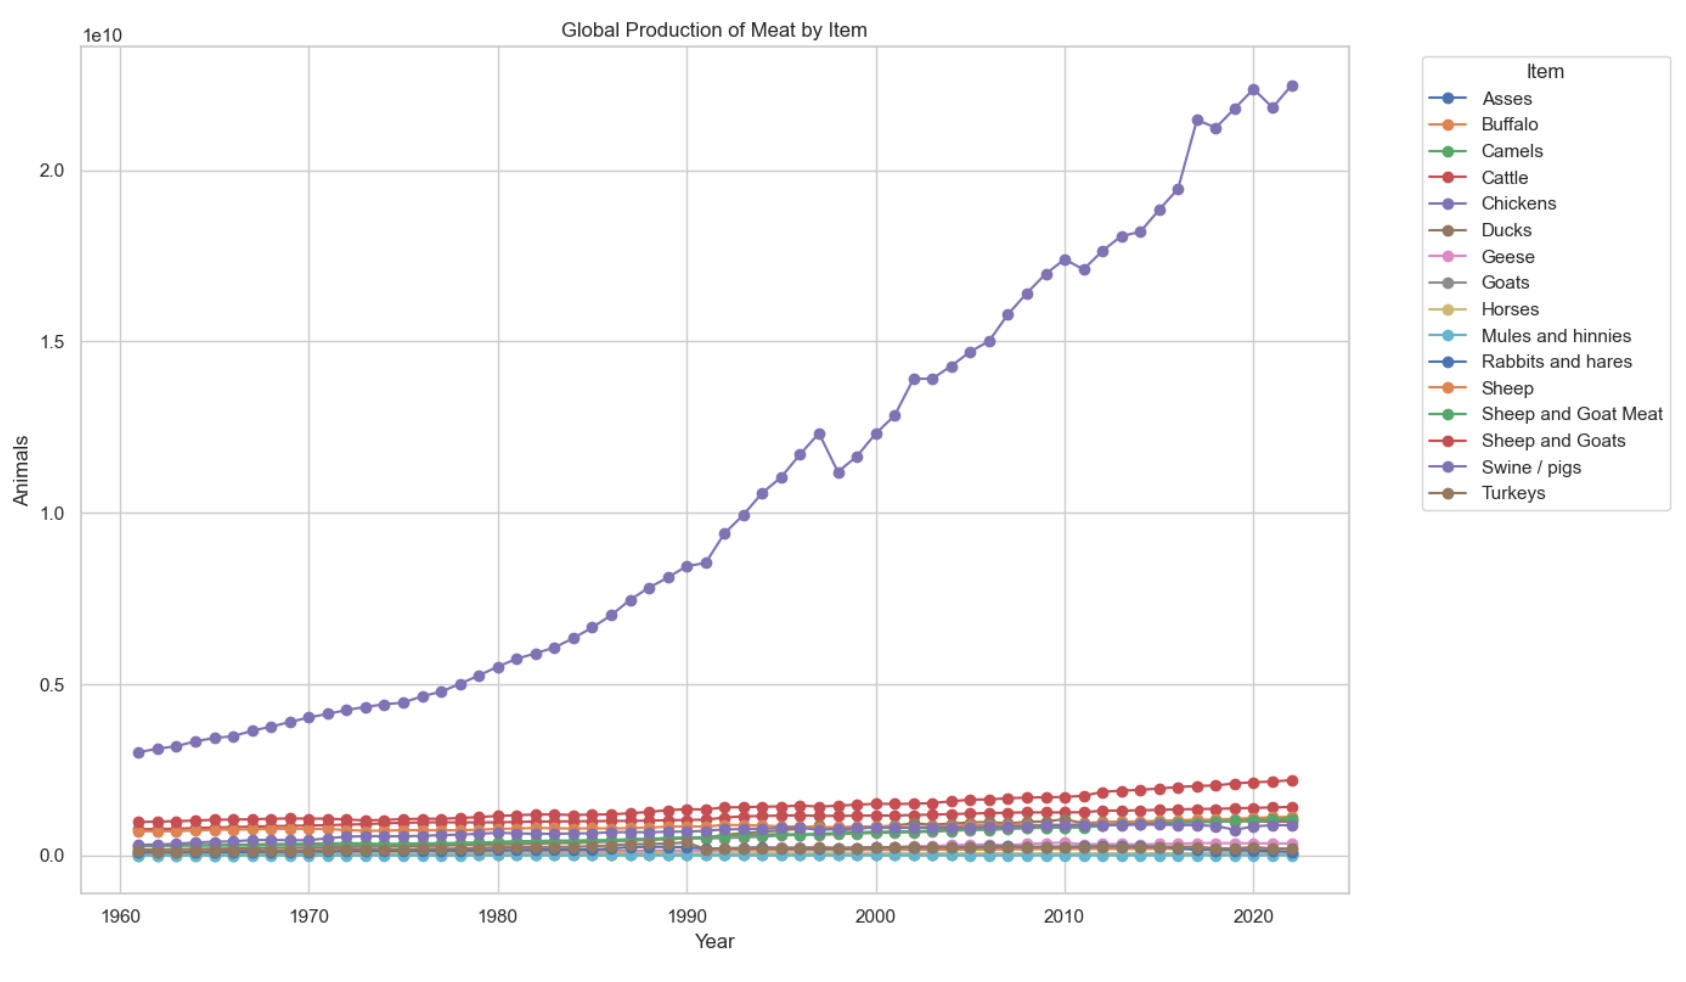 Global Production of Meat by Item
1e10
2.0
1.5
1.0
0.5
0.0
Animals
1960 1970 1980 1990 2000 2010 2020
Year
Item
Asses
Buffalo
Camels
Cattle
Chickens
Ducks
Geese
Goats
Horses
Mules and hinnies
Rabbits and hares
Sheep
Sheep and Goat Meat
Sheep and Goats
Swine / pigs
Turkeys